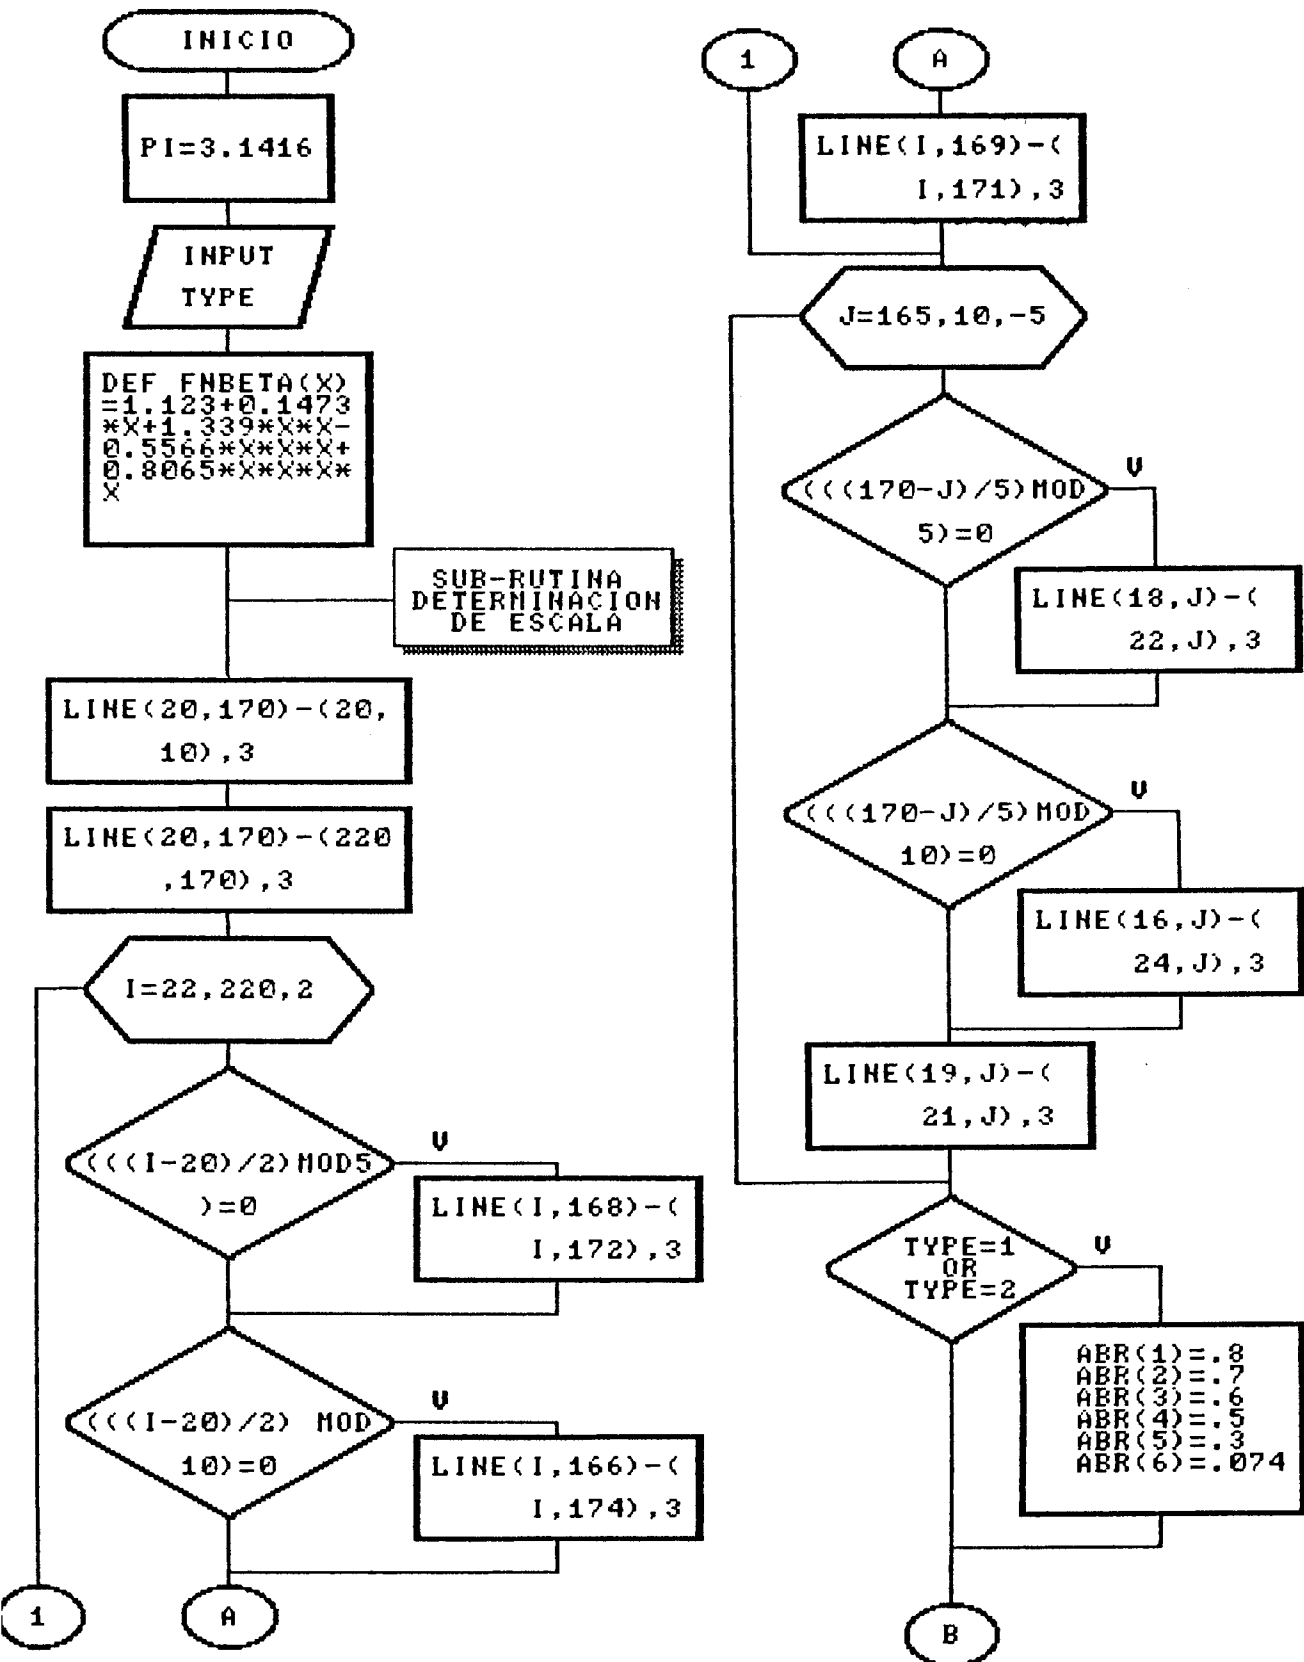 INICIO
PI=3.1416
INPUT
TYPE
DEF FNBETA(X)
=1.123+0.1473
*X+1.339*X*X-
0.5566*X*X*X+
0.8065*X*X*X*
X
SUB-RUTINA
DETERMINACION
DE ESCALA
LINE(20,170)-(20,
10),3
LINE(20,170)-(220
,170),3
I=22,220,2
(((I-20)/2)MOD5
)=0
V
LINE(I,168)-(
I,172),3
(((I-20)/2) MOD
10)=0
V
LINE(I,166)-(
I,174),3
1
A
1
A
LINE(I,169)-(
I,171),3
J=165,10,-5
(((170-J)/5)MOD
5)=0
V
LINE(18,J)-(
22,J),3
(((170-J)/5)MOD
10)=0
V
LINE(16,J)-(
24,J),3
LINE(19,J)-(
21,J),3
TYPE=1
OR
TYPE=2
V
ABR(1)=.8
ABR(2)=.7
ABR(3)=.6
ABR(4)=.5
ABR(5)=.3
ABR(6)=.074
B